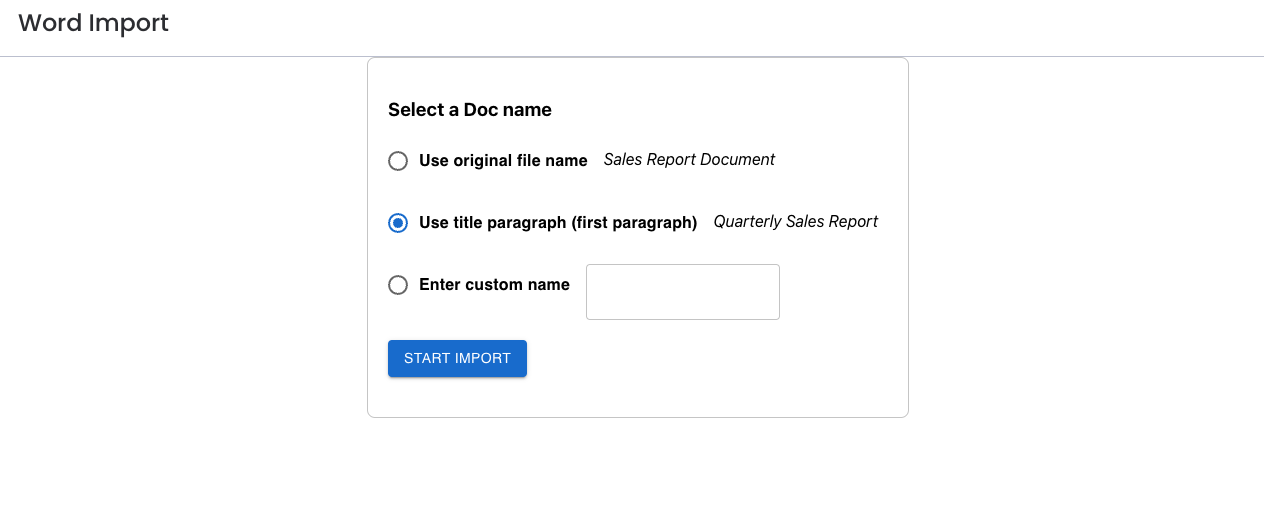 Word Import
Select a Doc name
Use original file name Sales Report Document
Use title paragraph (first paragraph) Quarterly Sales Report
Enter custom name
START IMPORT